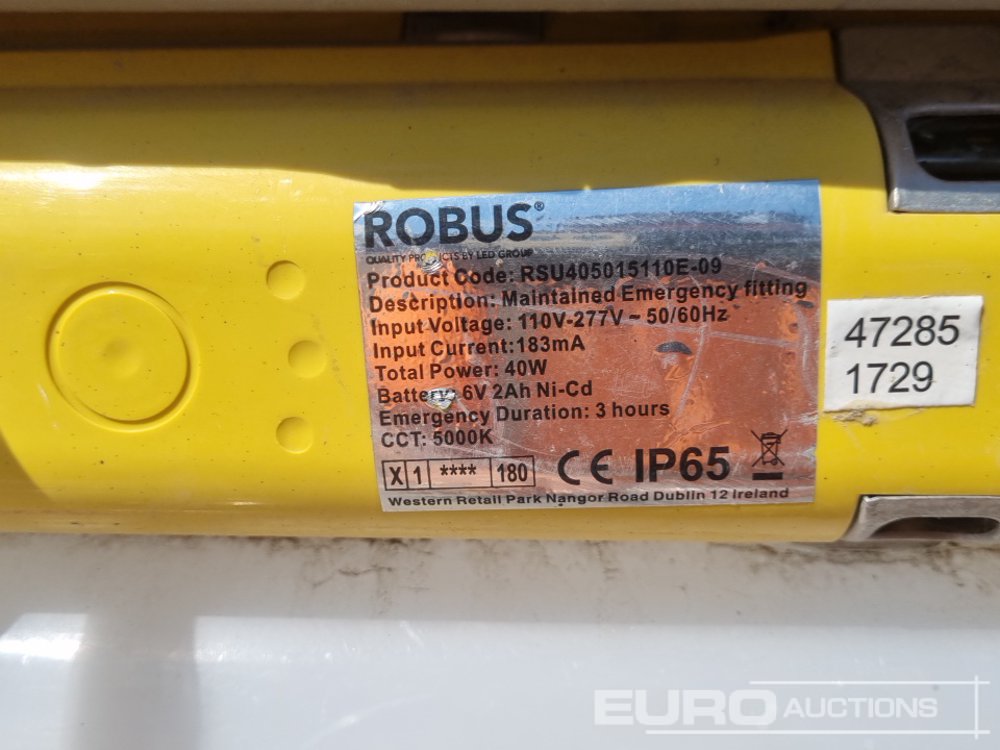 ROBUS®
QUALITY PRODUCTS BY LED GROUP
Product Code: RSU405015110E-09
Description: Maintained Emergency fitting
Input Voltage: 110V-277V ~ 50/60Hz
Input Current:183mA
Total Power: 40W
Battery: 6V 2Ah Ni-Cd
Emergency Duration: 3 hours
CCT: 5000K
X 1 **** 180 CE IP65
Western Retail Park Nangor Road Dublin 12 Ireland
47285
1729
EURO AUCTIONS